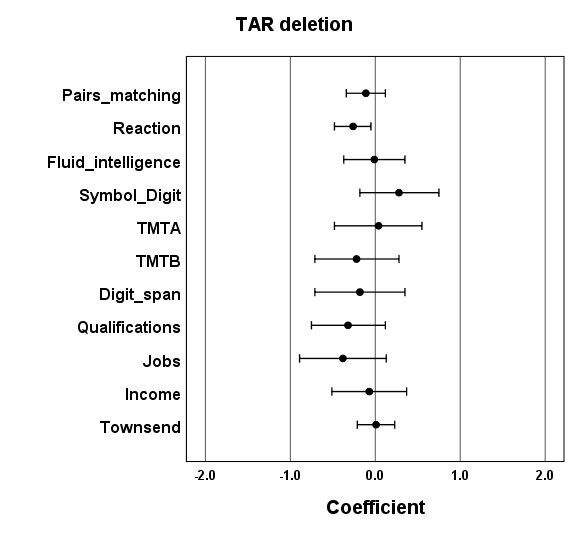 TAR deletion
Pairs_matching
Reaction
Fluid_intelligence
Symbol_Digit
TMTA
TMTB
Digit_span
Qualifications
Jobs
Income
Townsend
-2.0 -1.0 0.0 1.0 2.0
Coefficient